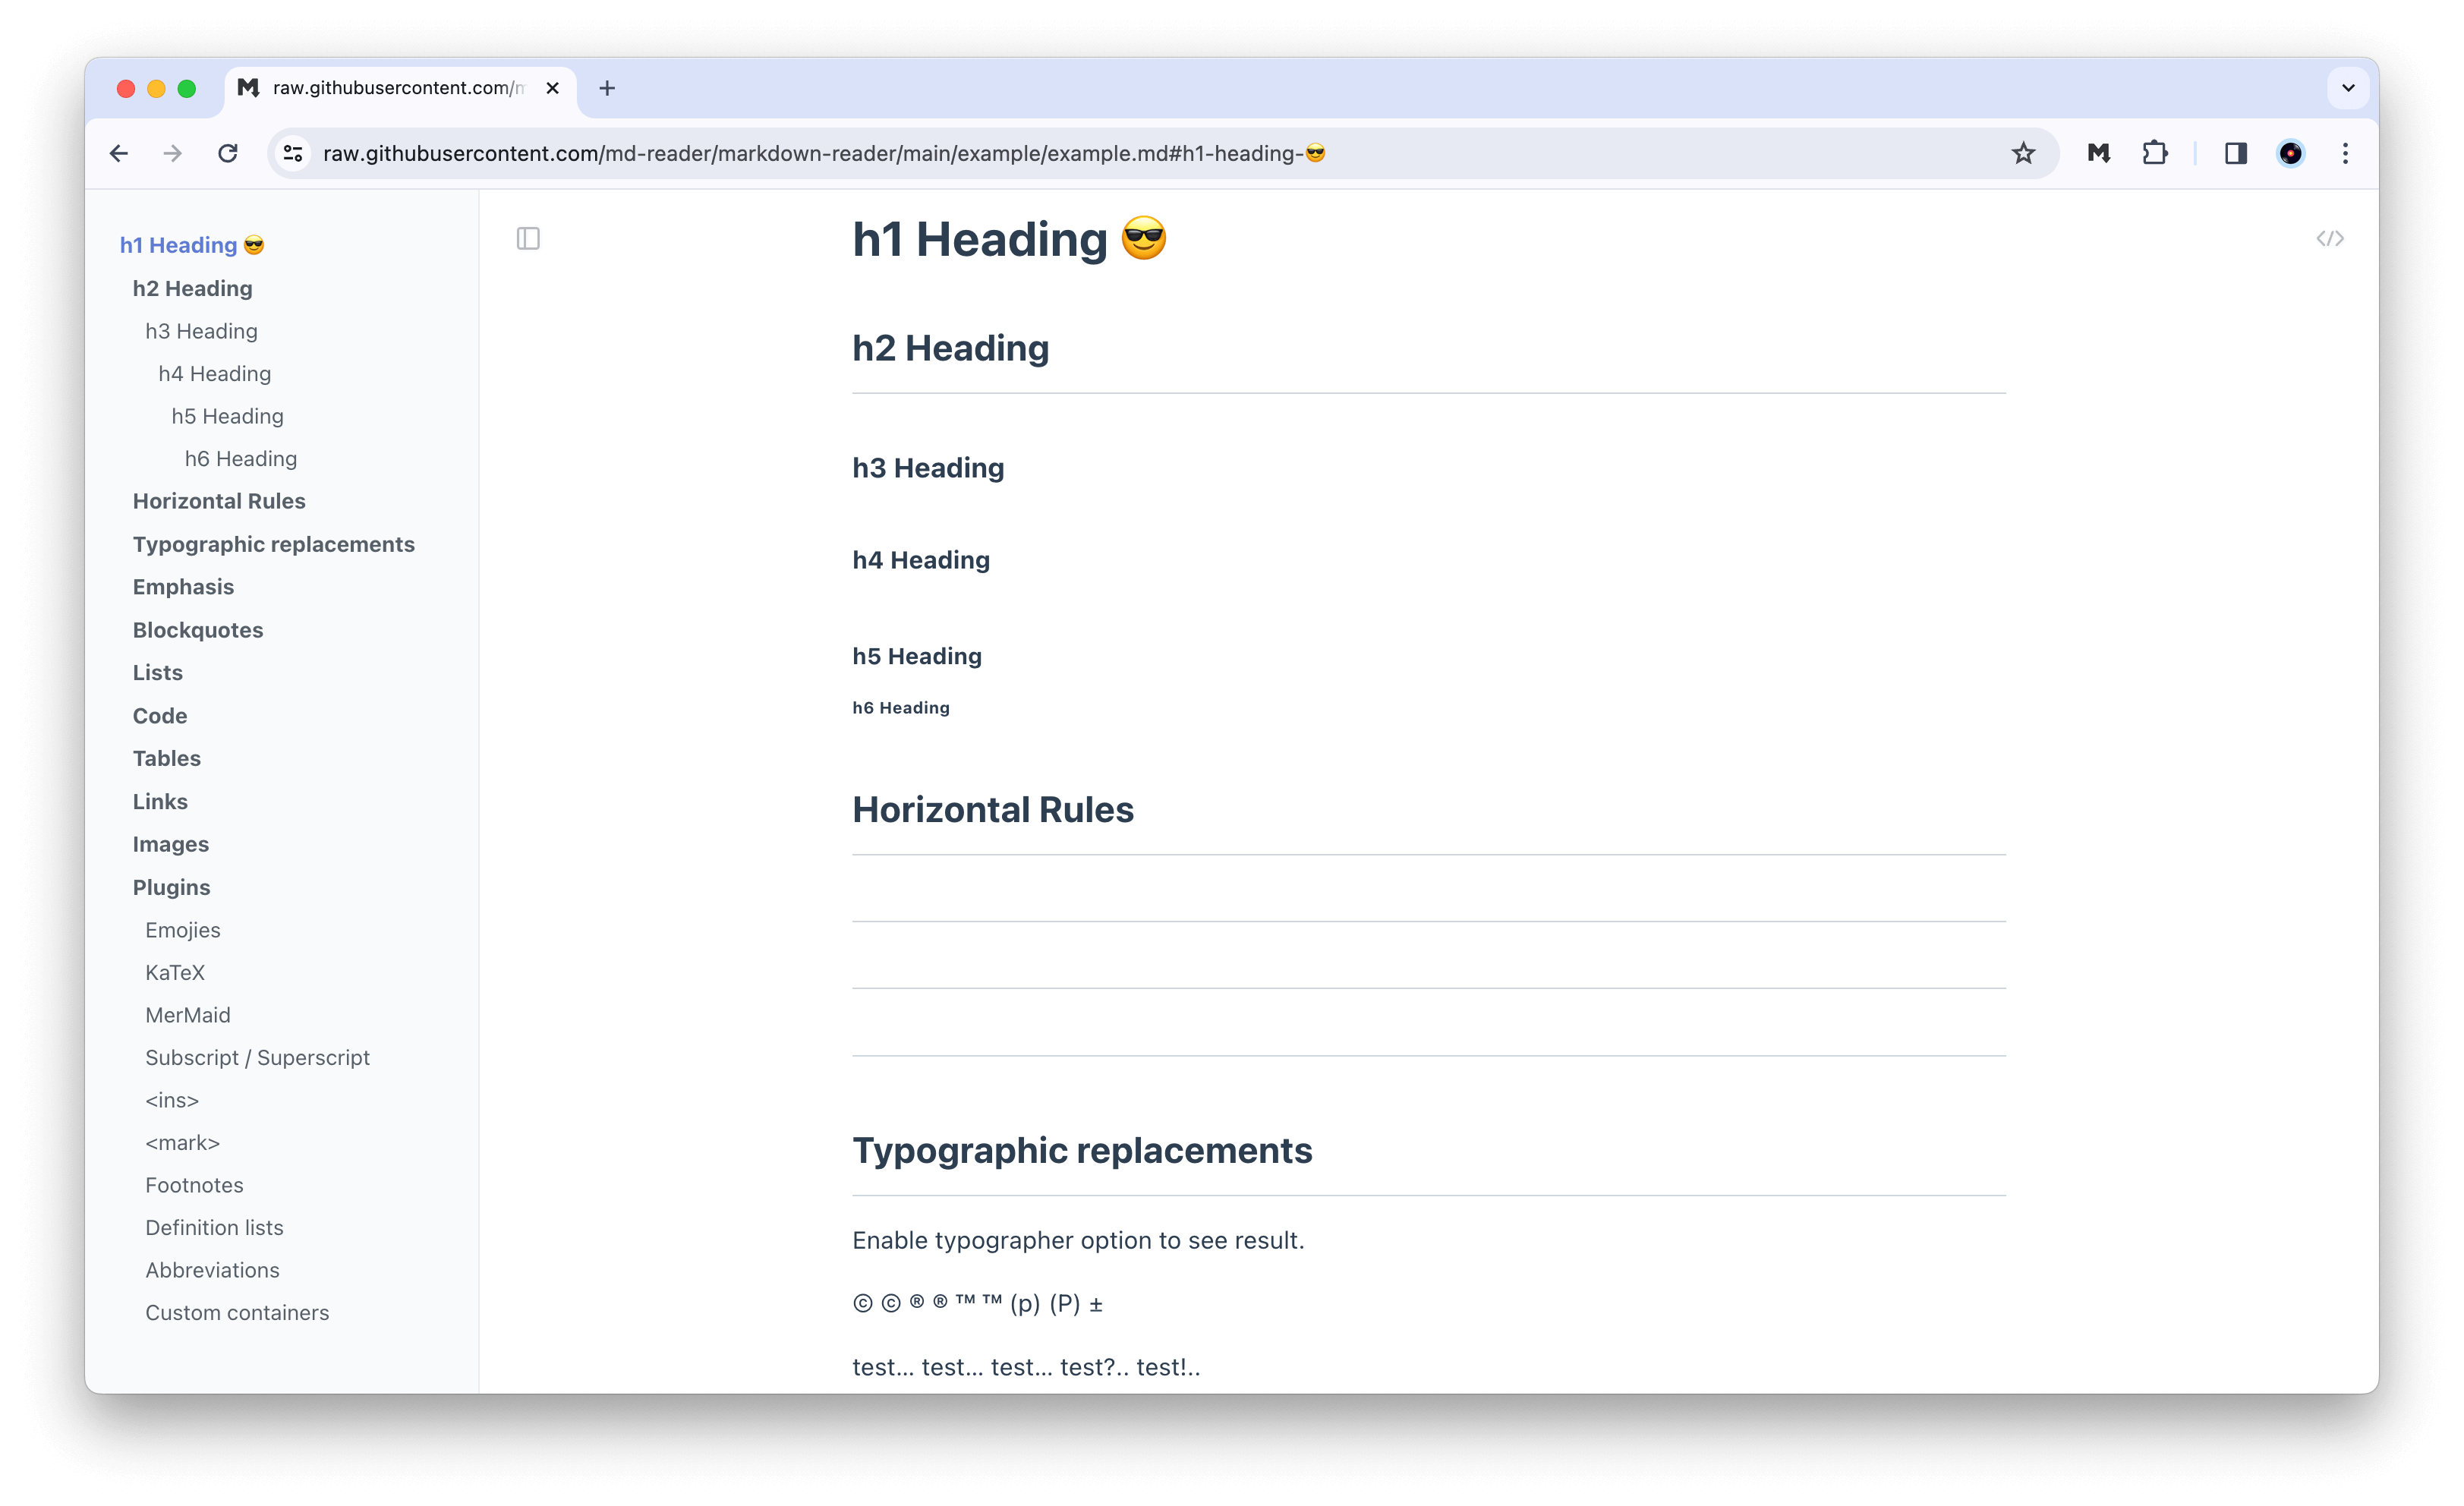 raw.githubusercontent.com/m
raw.githubusercontent.com/md-reader/markdown-reader/main/example/example.md#h1-heading-😎
h1 Heading 😎
h2 Heading
h3 Heading
h4 Heading
h5 Heading
h6 Heading
Horizontal Rules
Typographic replacements
Emphasis
Blockquotes
Lists
Code
Tables
Links
Images
Plugins
Emojies
KaTeX
MerMaid
Subscript / Superscript
<ins>
<mark>
Footnotes
Definition lists
Abbreviations
Custom containers
h1 Heading 😎
h2 Heading
h3 Heading
h4 Heading
h5 Heading
h6 Heading
Horizontal Rules
Typographic replacements
Enable typographer option to see result.
© © ® ® ™ ™ (p) (P) ±
test… test… test… test?.. test!..